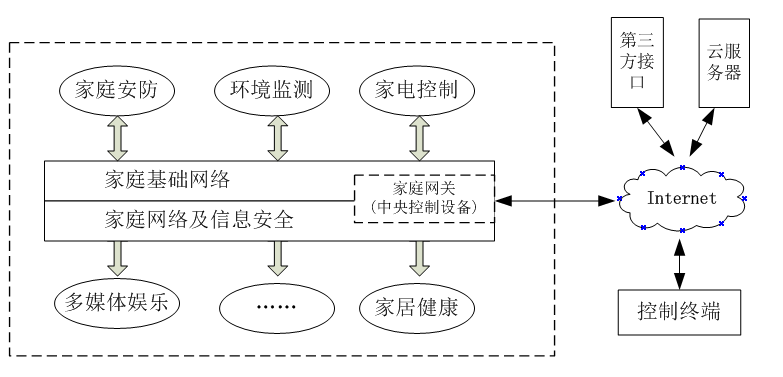 第三
方接
口
云服
务器
家庭安防
环境监测
家电控制
家庭基础网络
家庭网关
(中央控制设备)
家庭网络及信息安全
Internet
多媒体娱乐
……
家居健康
控制终端